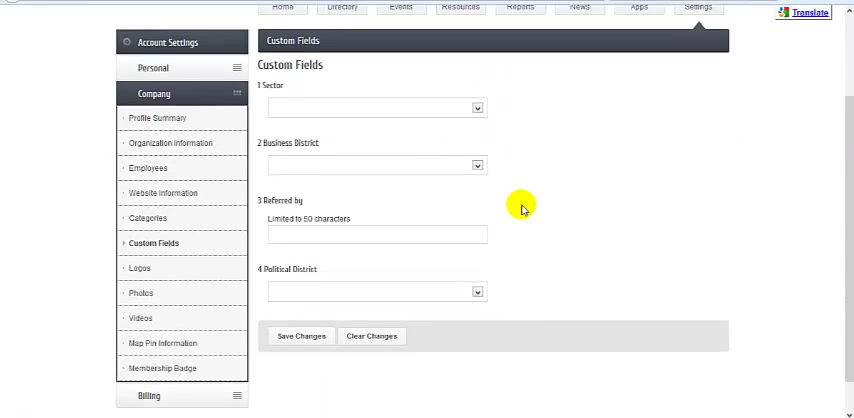 Home Directory Events Resources Reports News Apps Settings
Translate
Account Settings
Custom Fields
Personal
Custom Fields
1 Sector
Company
Profile Summary
2 Business District
Organization Information
Employees
Website Information
3 Referred by
Categories
Limited to 50 characters
Custom Fields
Logos
4 Political District
Photos
Videos
Save Changes Clear Changes
Map Pin Information
Membership Badge
Billing